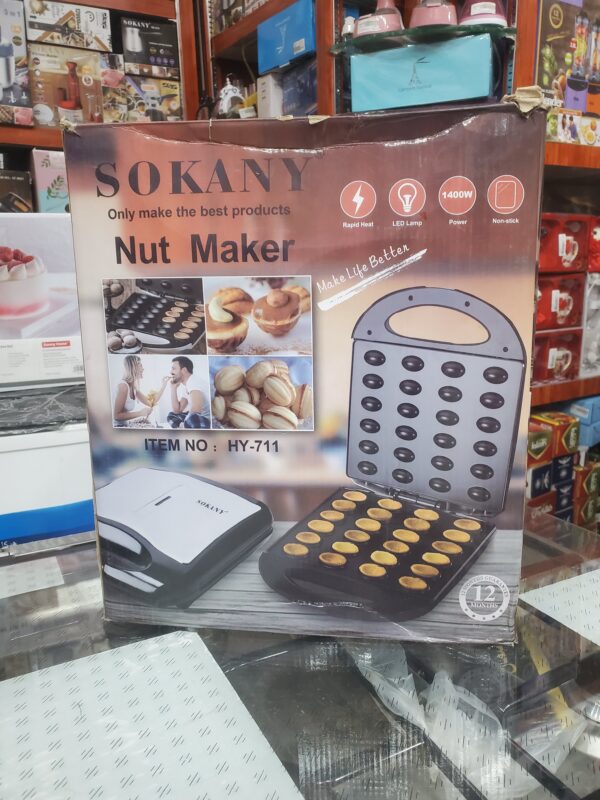 SOKANY
Only make the best products
Nut Maker
Rapid Heat
LED Lamp
1400W
Power
Non-stick
Make Life Better
ITEM NO : HY-711
SOKANY
12
MONTHS